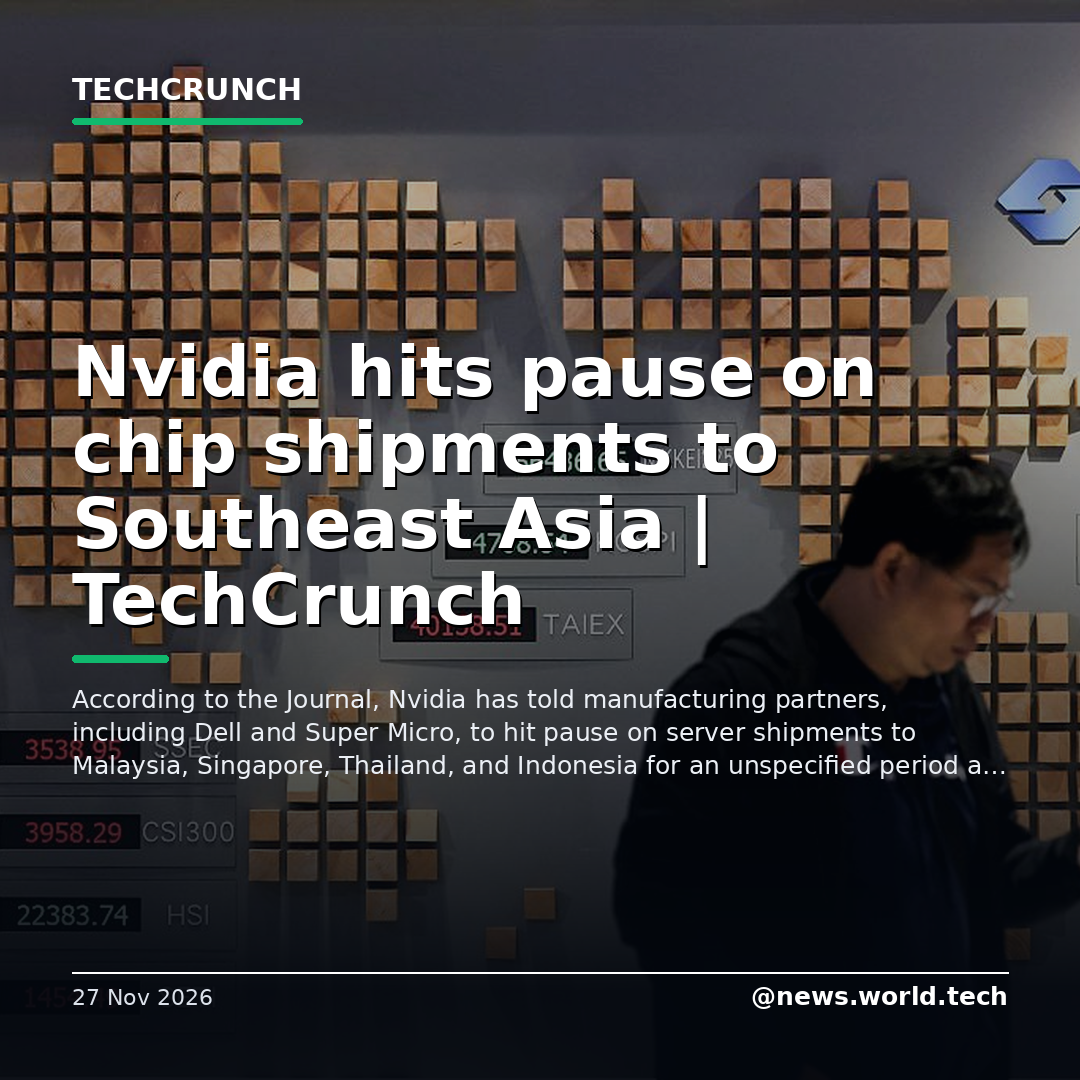 TECHCRUNCH
Nvidia hits pause on
chip shipments to
Southeast Asia |
TechCrunch
TAIEX
According to the Journal, Nvidia has told manufacturing partners,
including Dell and Super Micro, to hit pause on server shipments to
Malaysia, Singapore, Thailand, and Indonesia for an unspecified period a...
3538.95 SSEC
3958.29 CSI300
22383.74 HSI
27 Nov 2026
@news.world.tech